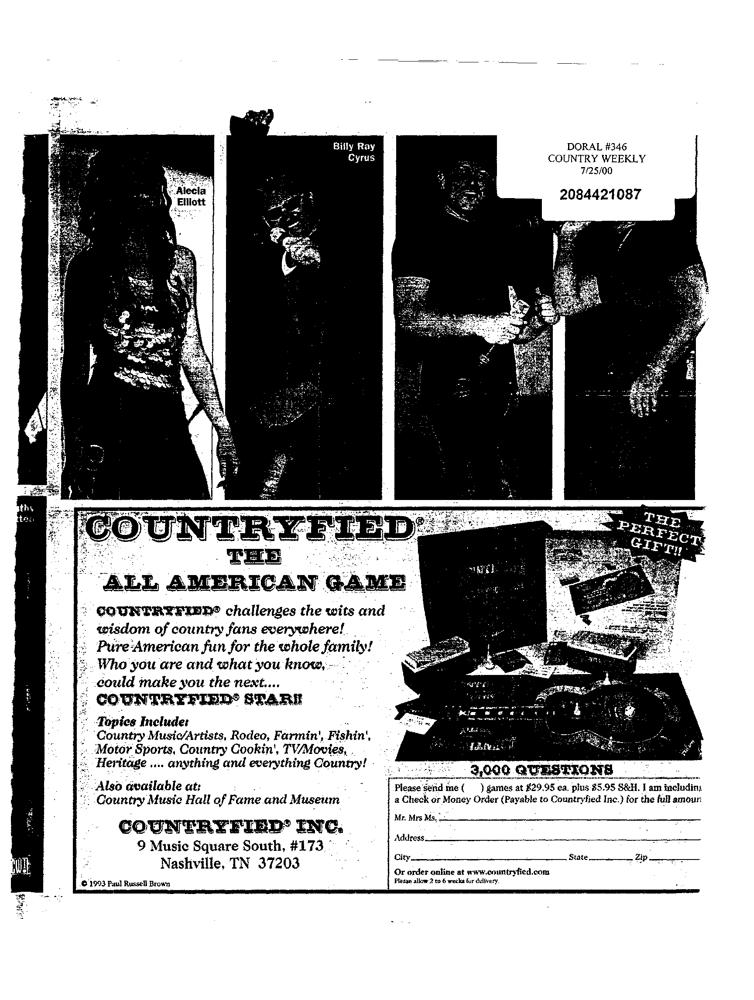 Billy Ray
Cyrus
DORAL #346
COUNTRY WEEKLY
7/25/00
2084421087
Alecia
Elliott
COUNTRYFIED®
THE
ALL AMERICAN GAME
COUNTRYFIED® challenges the wits and
wisdom of country fans everywhere!
Pure American fun for the whole family!
Who you are and what you know,
could make you the next....
COUNTRYFIED® STAR!!
Topics Include:
Country Music/Artists, Rodeo, Farmin', Fishin',
Motor Sports, Country Cookin', TV/Movies,
Heritage .... anything and everything Country!
Also available at:
Country Music Hall of Fame and Museum
COUNTRYFIED® INC.
9 Music Square South, #173
Nashville, TN 37203
© 1993 Paul Russell Brown
THE
PERFECT
GIFT!!
3,000 QUESTIONS
Please send me ( ) games at $29.95 ea. plus $5.95 S&H. I am includin
a Check or Money Order (Payable to Countryfied Inc.) for the full amoun
Mr. Mrs Ms.
Address
City State Zip
Or order online at www.countryfied.com
Please allow 2 to 6 weeks for delivery.